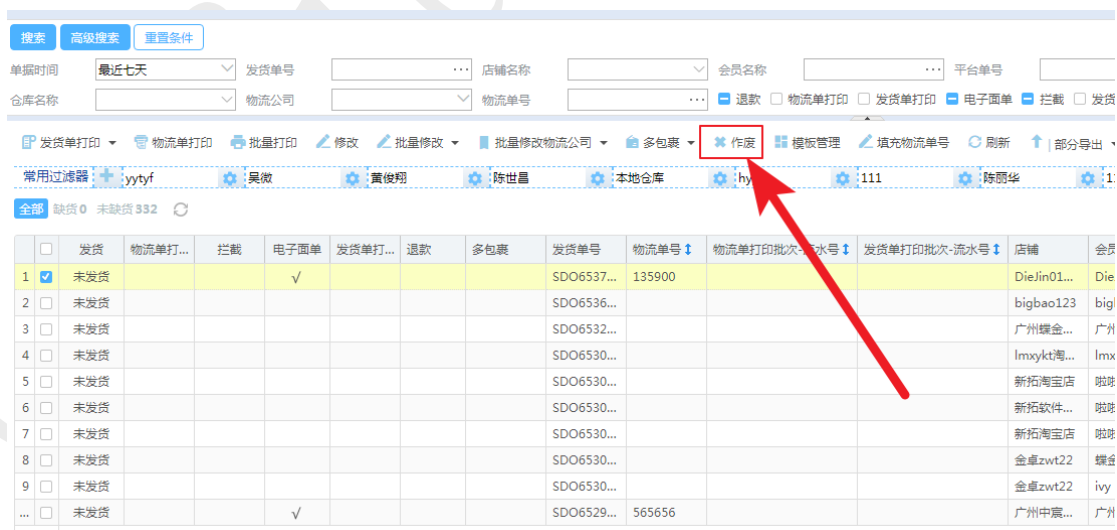 搜索 高级搜索 重置条件
单据时间 最近七天 发货单号 ... 店铺名称 会员名称 ... 平台单号
仓库名称 物流公司 物流单号 ... 退款 物流单打印 发货单打印 电子面单 拦截 发货
发货单打印 物流单打印 批量打印 修改 批量修改 批量修改物流公司 多包裹 作废 模板管理 填充物流单号 刷新 部分导出
常用过滤器 yytyf 吴微 黄俊翔 陈世昌 本地仓库 hy 111 陈丽华 1
全部 缺货0 未缺货332
发货 物流单打... 拦截 电子面单 发货单打... 退款 多包裹 发货单号 物流单号 物流单打印批次-流水号 发货单打印批次-流水号 店铺 会员
1 未发货 √ SDO6537... 135900 DieJin01... Die
2 未发货 SDO6536... bigbao123 big
3 未发货 SDO6532... 广州蝶金... 广州
4 未发货 SDO6530... lmxykt淘... lmx
5 未发货 SDO6530... 新拓淘宝店 啦啦
6 未发货 SDO6530... 新拓软件... 啦啦
7 未发货 SDO6530... 新拓淘宝店 啦啦
8 未发货 SDO6530... 金卓zwt22 蝶金
9 未发货 SDO6530... 金卓zwt22 ivy
... 未发货 √ SDO6529... 565656 广州中宸... 广州